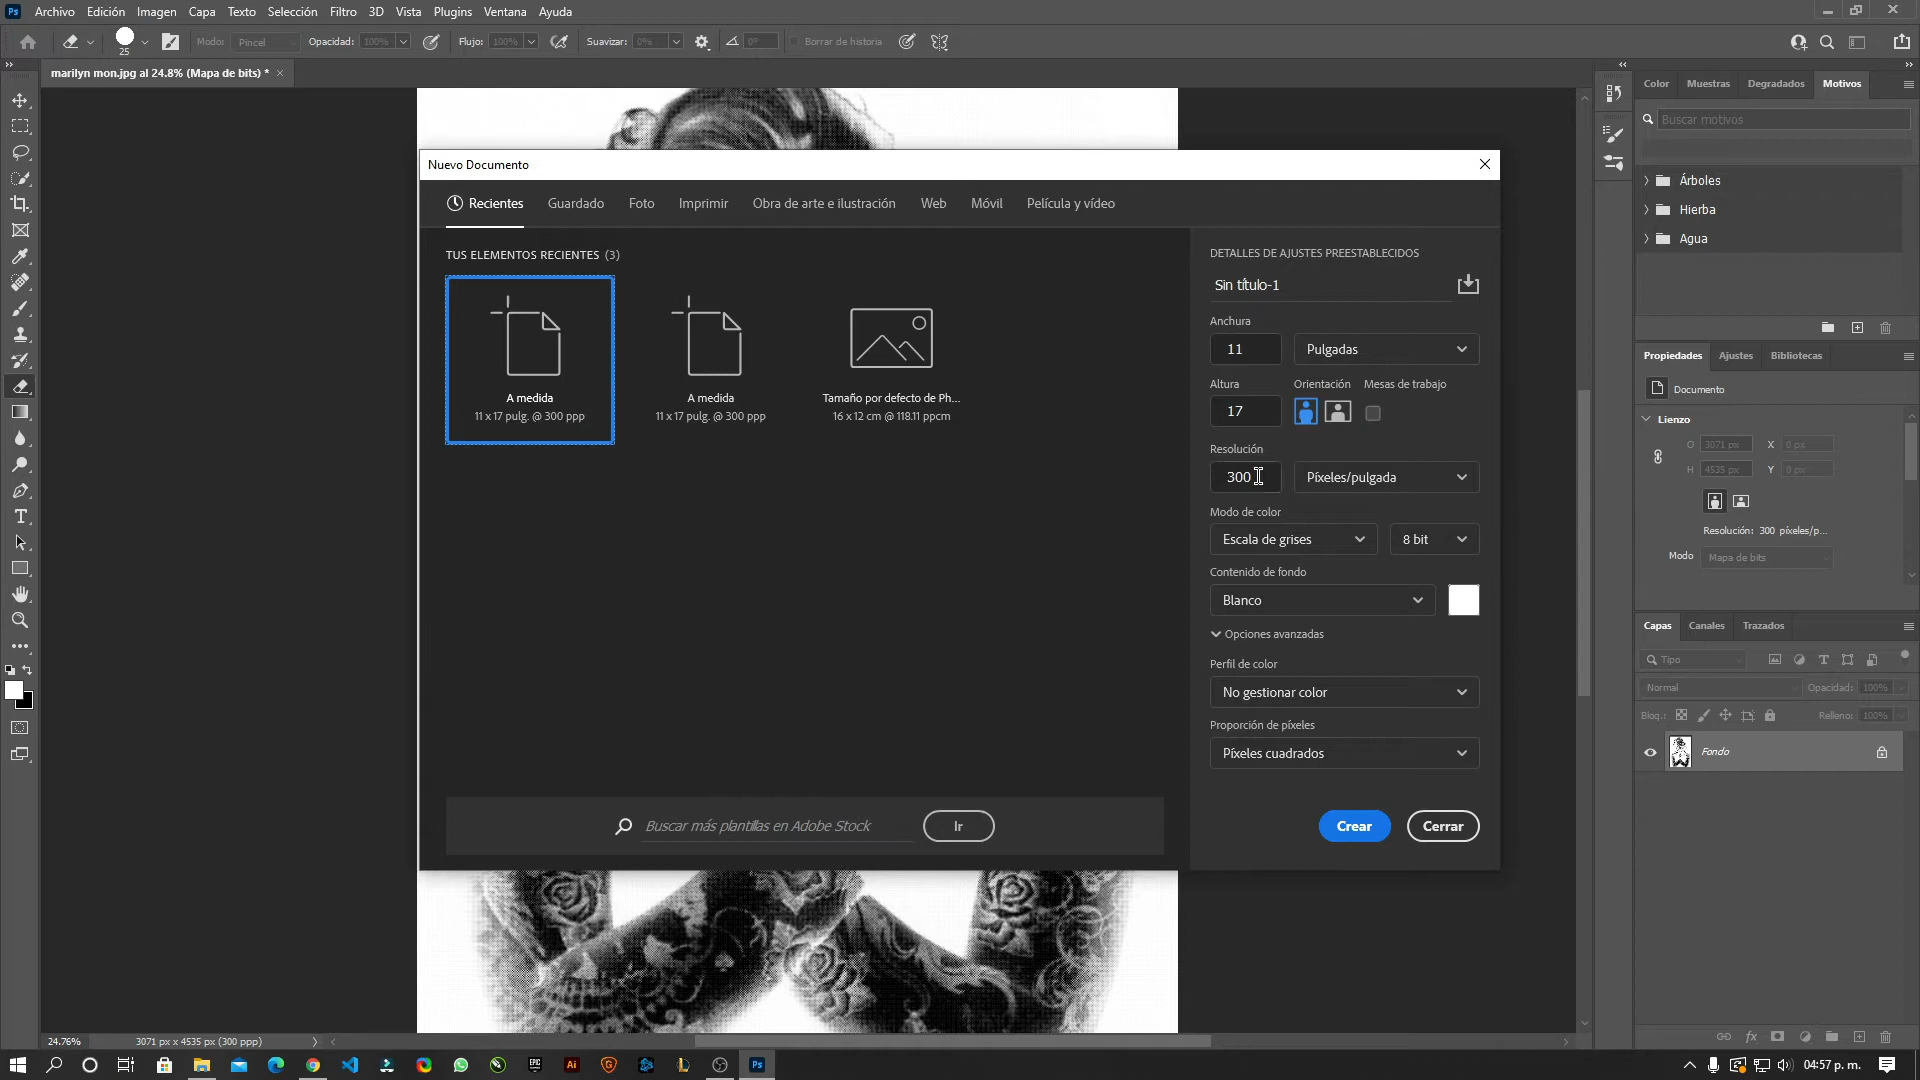 Ps Archivo Edición Imagen Capa Texto Selección Filtro 3D Vista Plugins Ventana Ayuda
25 Modo: Pincel Opacidad: 100% Flujo: 100% Suavizar: 0% 0° Borrar de historia
marilyn mon.jpg al 24.8% (Mapa de bits) * ×
Nuevo Documento
Recientes Guardado Foto Imprimir Obra de arte e ilustración Web Móvil Película y vídeo
TUS ELEMENTOS RECIENTES (3)
A medida
11 x 17 pulg. @ 300 ppp
A medida
11 x 17 pulg. @ 300 ppp
Tamaño por defecto de Ph...
16 x 12 cm @ 118.11 ppcm
Buscar más plantillas en Adobe Stock Ir
DETALLES DE AJUSTES PREESTABLECIDOS
Sin título-1
Anchura
11 Pulgadas
Altura Orientación Mesas de trabajo
17
Resolución
300 Píxeles/pulgada
Modo de color
Escala de grises 8 bit
Contenido de fondo
Blanco
Opciones avanzadas
Perfil de color
No gestionar color
Proporción de píxeles
Píxeles cuadrados
Crear Cerrar
Color Muestras Degradados Motivos
Buscar motivos
Árboles
Hierba
Agua
Propiedades Ajustes Bibliotecas
Documento
Lienzo
O 3071 px X 0 px
H 4535 px Y 0 px
Resolución: 300 píxeles/p...
Modo Mapa de bits
Capas Canales Trazados
Tipo
Normal Opacidad: 100%
Bloq.: Relleno: 100%
Fondo
24.76% 3071 px x 4535 px (300 ppp)
EPIC Ai G Ps 04:57 p. m.